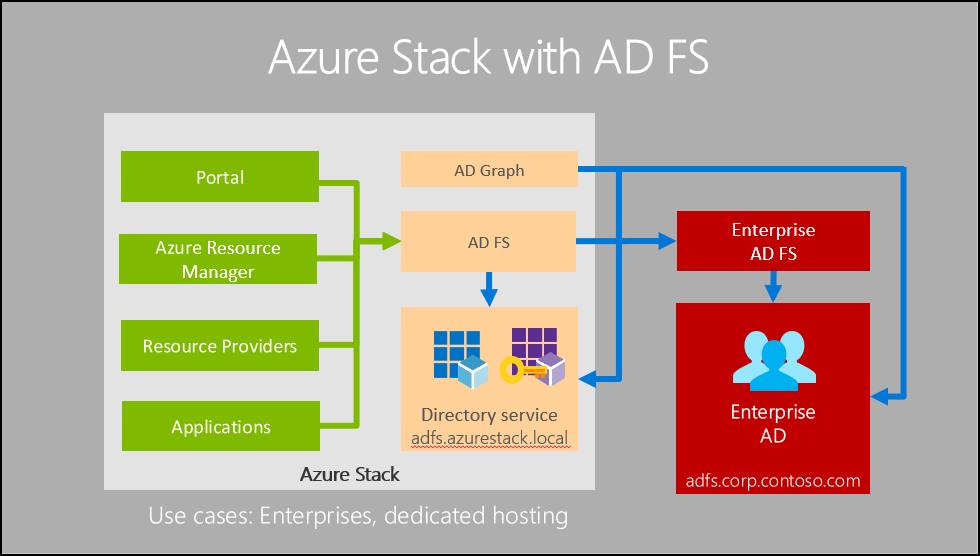 Azure Stack with AD FS
Portal
AD Graph
AD FS
Enterprise
AD FS
Azure Resource
Manager
Resource Providers
Applications
Directory service
adfs.azurestack.local
Enterprise
AD
adfs.corp.contoso.com
Azure Stack
Use cases: Enterprises, dedicated hosting